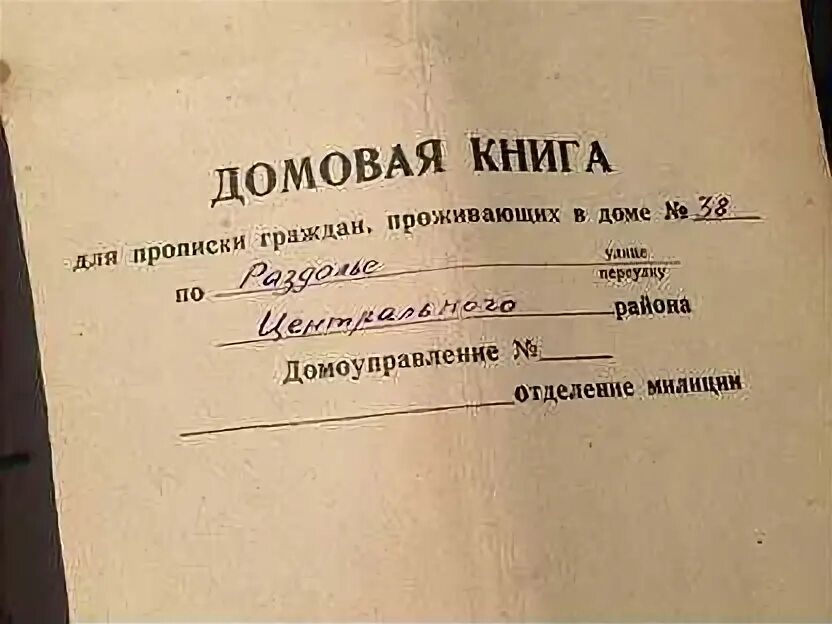 ДОМОВАЯ КНИГА
для прописки граждан, проживающих в доме № 38
по Раздолье улице
переулку
Центрального района
Домоуправление №
отделение милиции